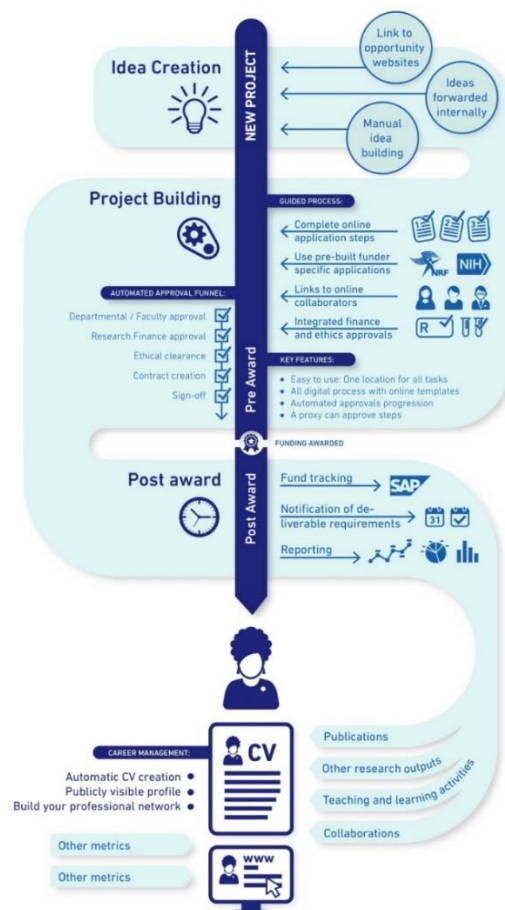 Link to
opportunity
websites
Idea Creation
NEW PROJECT
Ideas
forwarded
internally
Manual
idea
building
Project Building
GUIDED PROCESS:
Complete online
application steps
1 2 3
Use pre-built funder
specific applications
NRF
NIH
AUTOMATED APPROVAL FUNNEL:
Links to online
collaborators
Departmental / Faculty approval
Research Finance approval
Ethical clearance
Contract creation
Sign-off
Integrated finance
and ethics approvals
R
Pre Award
KEY FEATURES:
• Easy to use: One location for all tasks
• All digital process with online templates
• Automated approvals progression
• A proxy can approve steps
FUNDING AWARDED
Post award
Post Award
Fund tracking
SAP
Notification of de-
liverable requirements
31
Reporting
CV
CAREER MANAGEMENT:
Automatic CV creation •
Publicly visible profile •
Build your professional network •
Publications
Other research outputs
Teaching and learning activities
Collaborations
Other metrics
Other metrics
www